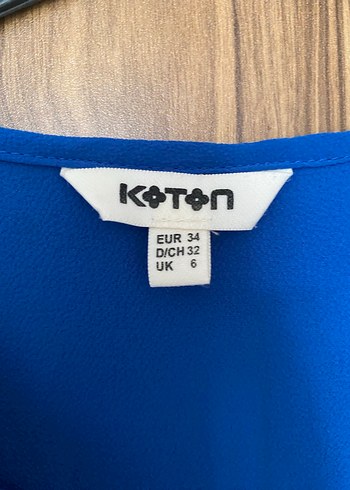 KOTON
EUR 34
D/CH 32
UK 6